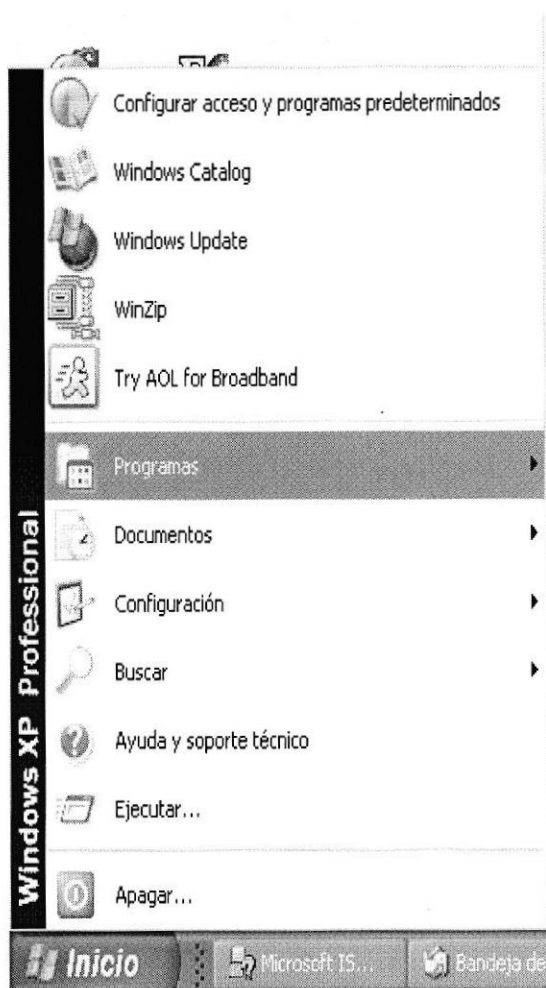 Configurar acceso y programas predeterminados
Windows Catalog
Windows Update
WinZip
Try AOL for Broadband
Programas
Documentos
Configuración
Buscar
Ayuda y soporte técnico
Ejecutar...
Apagar...
Windows XP Professional
Inicio
Microsoft IS...
Bandeja de